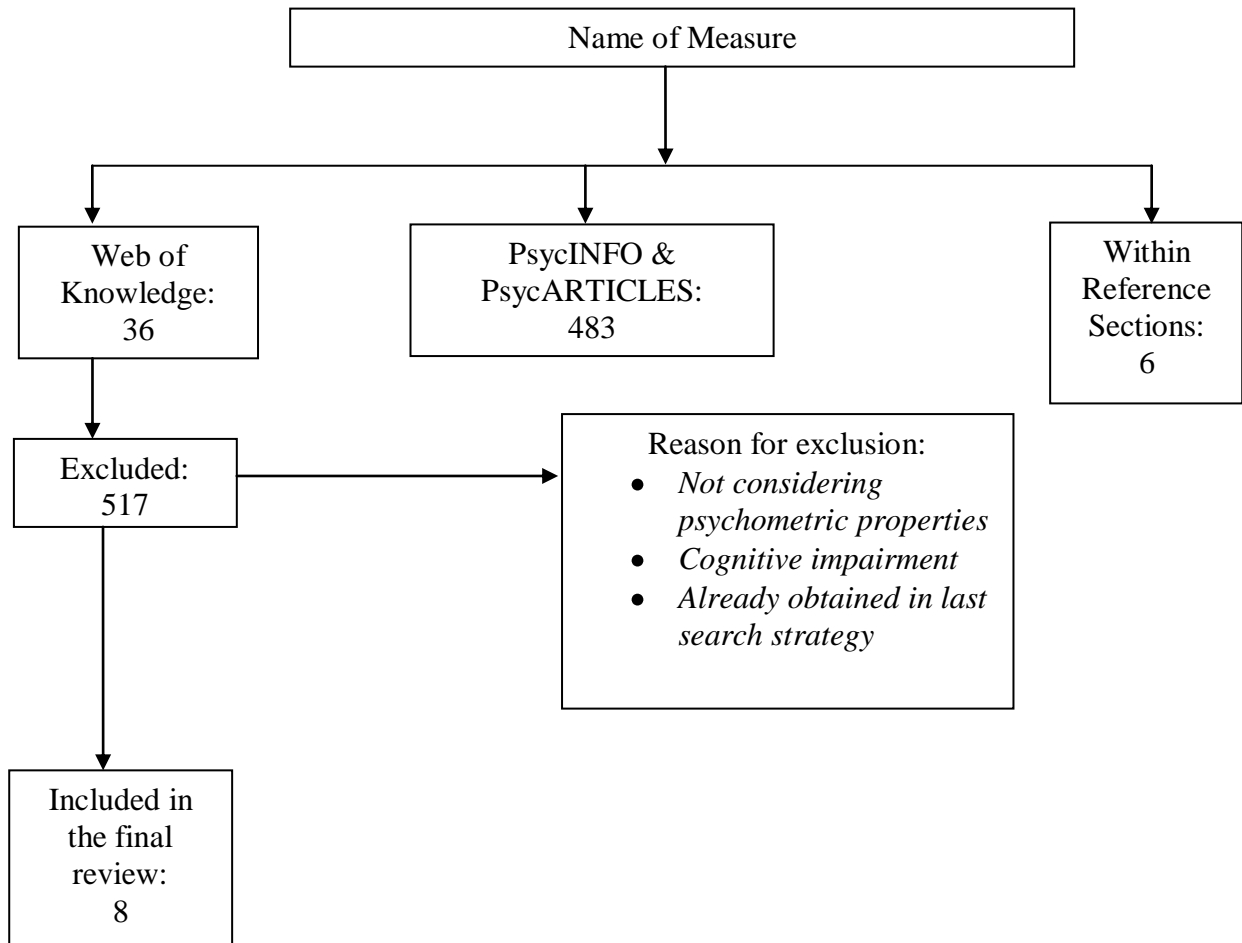 Name of Measure
Web of
Knowledge:
36
PsycINFO &
PsycARTICLES:
483
Within
Reference
Sections:
6
Excluded:
517
Reason for exclusion:
● Not considering
psychometric properties
● Cognitive impairment
● Already obtained in last
search strategy
Included in
the final
review:
8